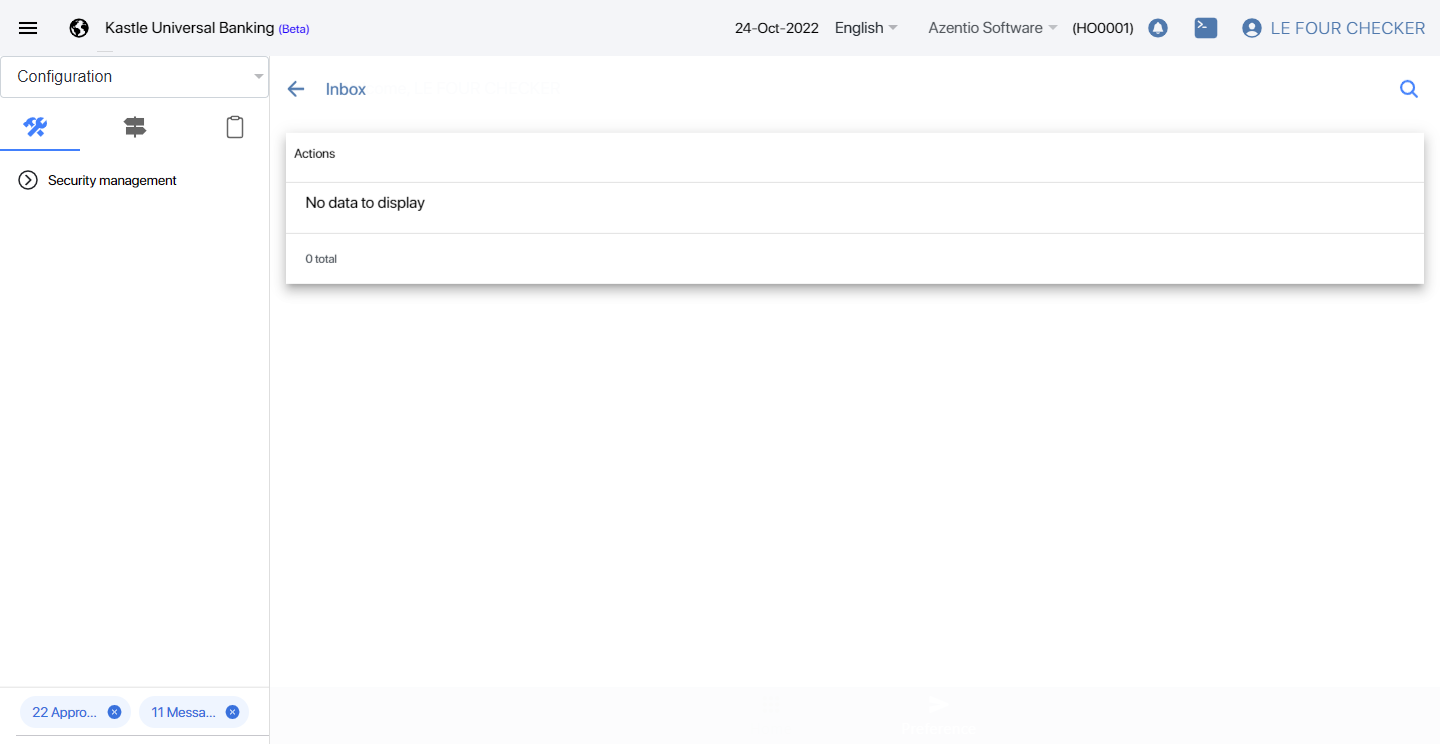 Kastle Universal Banking (Beta) 24-Oct-2022 English Azentio Software (HO0001) LE FOUR CHECKER
Configuration
Inbox
Actions
Security management
No data to display
0 total
22 Appro... 11 Messa...